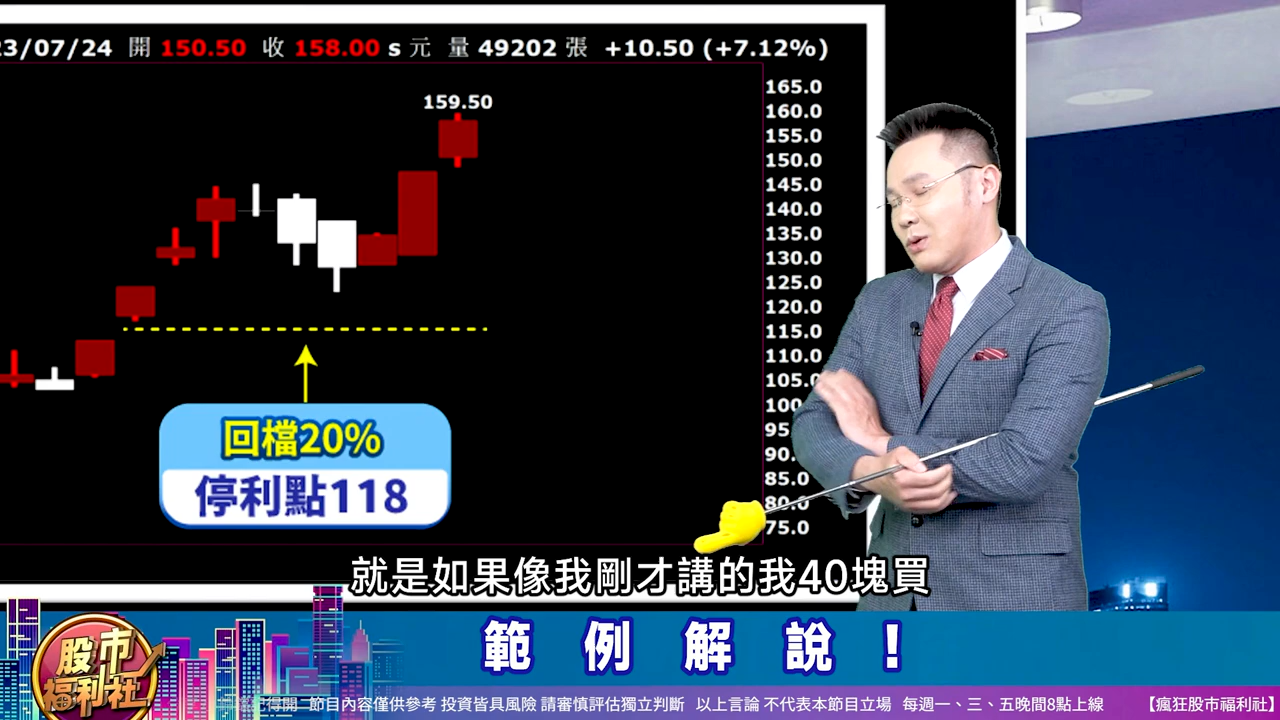 23/07/24 開 150.50 收 158.00 s 元 量 49202 張 +10.50 (+7.12%)
159.50
165.0
160.0
155.0
150.0
145.0
140.0
135.0
130.0
125.0
120.0
115.0
110.0
105.0
100
95
90.
85.0
80.0
75.0
回檔20%
停利點118
就是如果像我剛才講的我40塊買
範例解說！
股市
福利社
節目內容僅供參考 投資皆具風險 請審慎評估獨立判斷 以上言論 不代表本節目立場 每週一、三、五晚間8點上線 【瘋狂股市福利社】